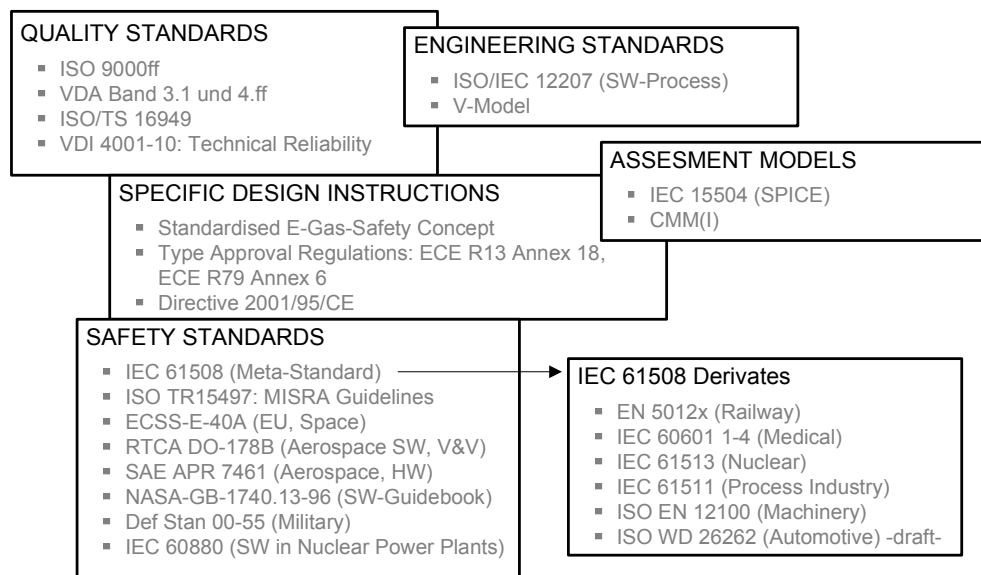 QUALITY STANDARDS
▪ ISO 9000ff
▪ VDA Band 3.1 und 4.ff
▪ ISO/TS 16949
▪ VDI 4001-10: Technical Reliability
ENGINEERING STANDARDS
▪ ISO/IEC 12207 (SW-Process)
▪ V-Model
ASSESMENT MODELS
▪ IEC 15504 (SPICE)
▪ CMM(I)
SPECIFIC DESIGN INSTRUCTIONS
▪ Standardised E-Gas-Safety Concept
▪ Type Approval Regulations: ECE R13 Annex 18,
ECE R79 Annex 6
▪ Directive 2001/95/CE
SAFETY STANDARDS
▪ IEC 61508 (Meta-Standard)
▪ ISO TR15497: MISRA Guidelines
▪ ECSS-E-40A (EU, Space)
▪ RTCA DO-178B (Aerospace SW, V&V)
▪ SAE APR 7461 (Aerospace, HW)
▪ NASA-GB-1740.13-96 (SW-Guidebook)
▪ Def Stan 00-55 (Military)
▪ IEC 60880 (SW in Nuclear Power Plants)
IEC 61508 Derivates
▪ EN 5012x (Railway)
▪ IEC 60601 1-4 (Medical)
▪ IEC 61513 (Nuclear)
▪ IEC 61511 (Process Industry)
▪ ISO EN 12100 (Machinery)
▪ ISO WD 26262 (Automotive) -draft-